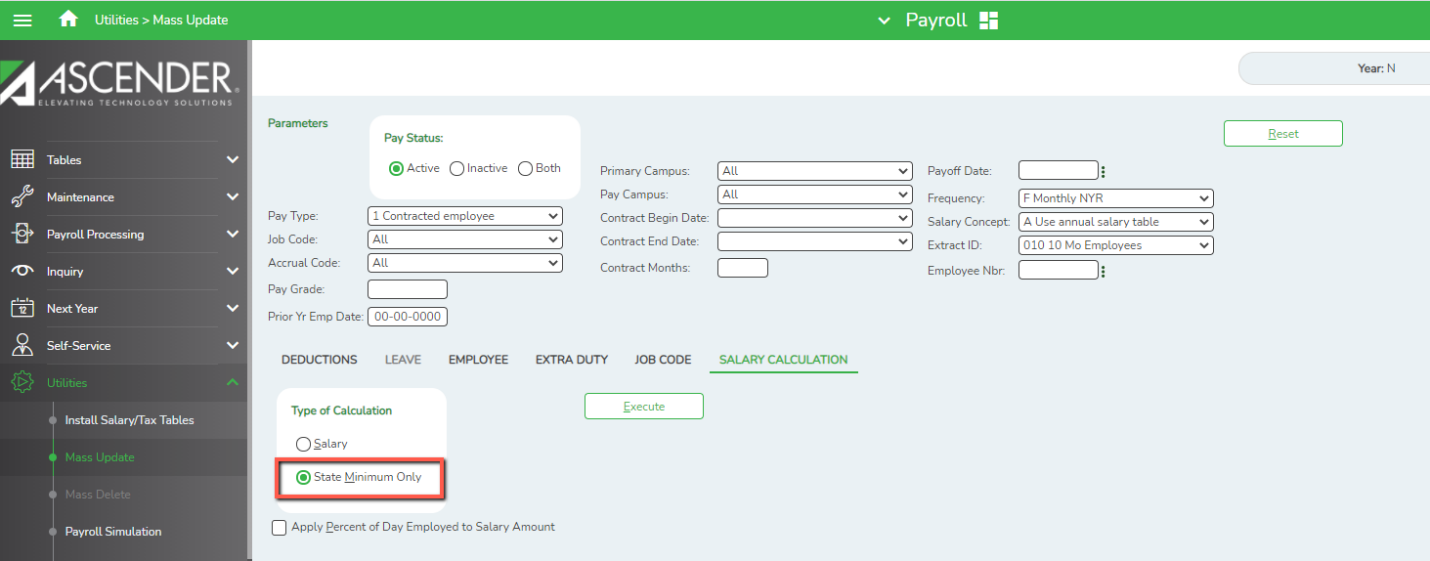 Utilities > Mass Update
Payroll
ASCENDER
ELEVATING TECHNOLOGY SOLUTIONS
Tables
Maintenance
Payroll Processing
Inquiry
12
Next Year
Self-Service
Utilities
Install Salary/Tax Tables
Mass Update
Mass Delete
Payroll Simulation
Year: N
Parameters
Reset
Pay Status:
Active Inactive Both
Pay Type: 1 Contracted employee
Job Code: All
Accrual Code: All
Pay Grade:
Prior Yr Emp Date: 00-00-0000
Primary Campus: All
Pay Campus: All
Contract Begin Date:
Contract End Date:
Contract Months:
Payoff Date:
Frequency: F Monthly NYR
Salary Concept: A Use annual salary table
Extract ID: 010 10 Mo Employees
Employee Nbr:
DEDUCTIONS LEAVE EMPLOYEE EXTRA DUTY JOB CODE SALARY CALCULATION
Type of Calculation
Execute
Salary
State Minimum Only
Apply Percent of Day Employed to Salary Amount